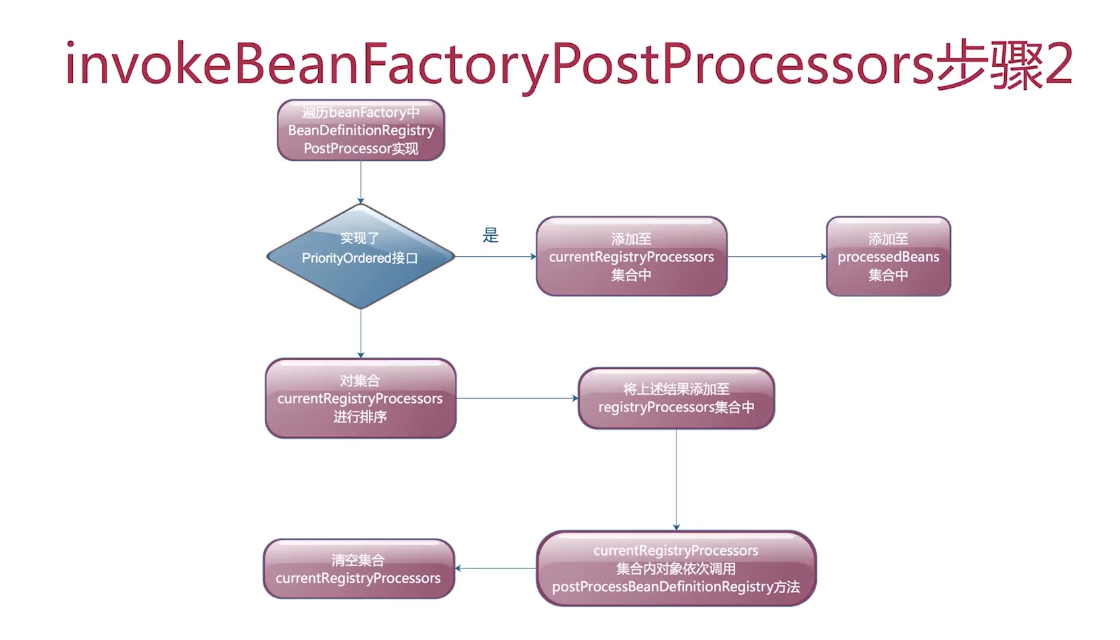 invokeBeanFactoryPostProcessors步骤2
遍历beanFactory中
BeanDefinitionRegistry
PostProcessor实现
实现了
PriorityOrdered接口
是
添加至
currentRegistryProcessors
集合中
添加至
processedBeans
集合中
对集合
currentRegistryProcessors
进行排序
将上述结果添加至
registryProcessors集合中
currentRegistryProcessors
集合内对象依次调用
postProcessBeanDefinitionRegistry方法
清空集合
currentRegistryProcessors